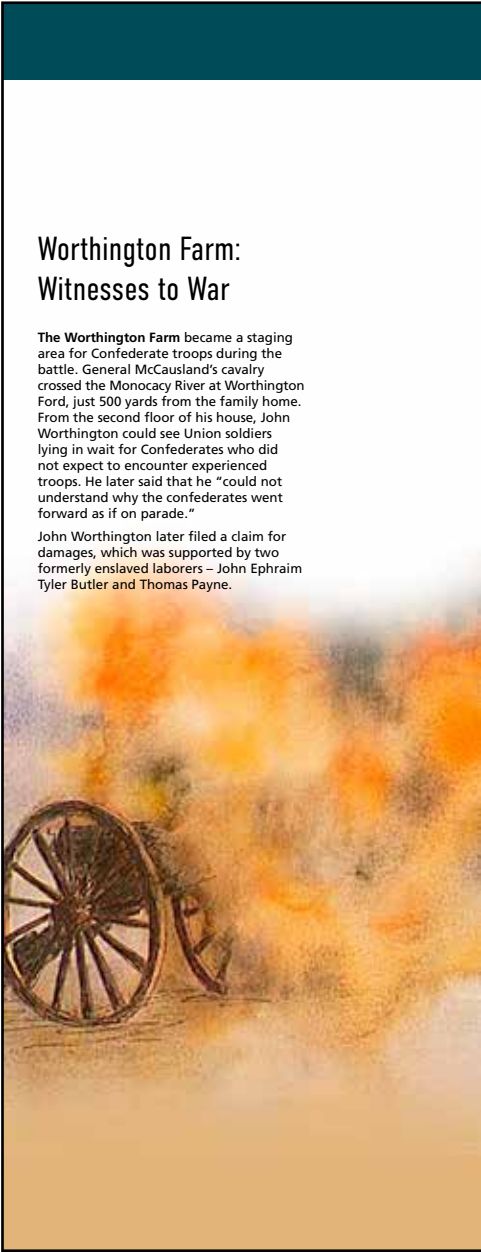 Worthington Farm:
Witnesses to War
The Worthington Farm became a staging
area for Confederate troops during the
battle. General McCausland’s cavalry
crossed the Monocacy River at Worthington
Ford, just 500 yards from the family home.
From the second floor of his house, John
Worthington could see Union soldiers
lying in wait for Confederates who did
not expect to encounter experienced
troops. He later said that he “could not
understand why the confederates went
forward as if on parade.”
John Worthington later filed a claim for
damages, which was supported by two
formerly enslaved laborers – John Ephraim
Tyler Butler and Thomas Payne.